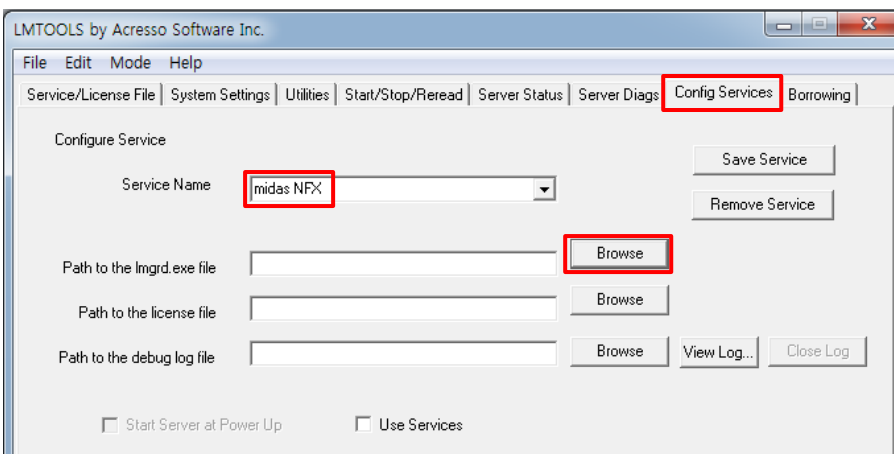 LMTOOLS by Acresso Software Inc.
File Edit Mode Help
Service/License File System Settings Utilities Start/Stop/Reread Server Status Server Diags Config Services Borrowing
Configure Service
Save Service
Service Name midas NFX
Remove Service
Path to the lmgrd.exe file Browse
Path to the license file Browse
Path to the debug log file Browse View Log... Close Log
Start Server at Power Up Use Services